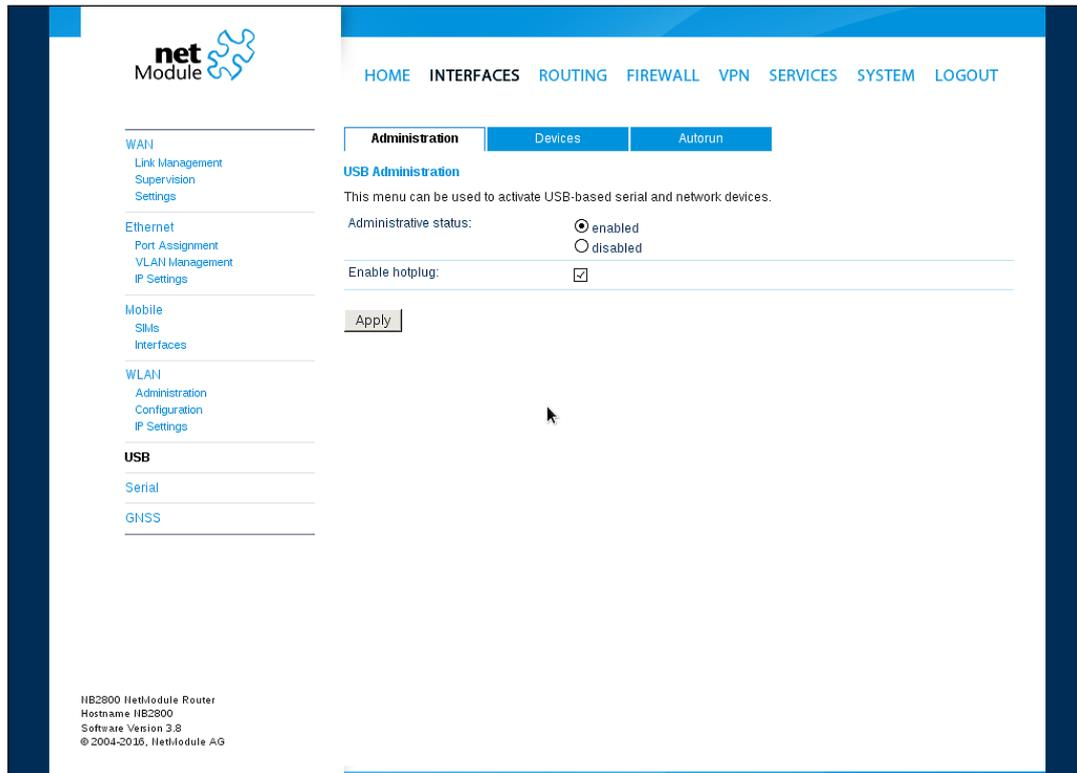 net
Module
HOME INTERFACES ROUTING FIREWALL VPN SERVICES SYSTEM LOGOUT
WAN
Link Management
Supervision
Settings
Ethernet
Port Assignment
VLAN Management
IP Settings
Mobile
SIMs
Interfaces
WLAN
Administration
Configuration
IP Settings
USB
Serial
GNSS
Administration Devices Autorun
USB Administration
This menu can be used to activate USB-based serial and network devices.
Administrative status:
enabled
disabled
Enable hotplug:
Apply
NB2800 NetModule Router
Hostname NB2800
Software Version 3.8
© 2004-2016, NetModule AG